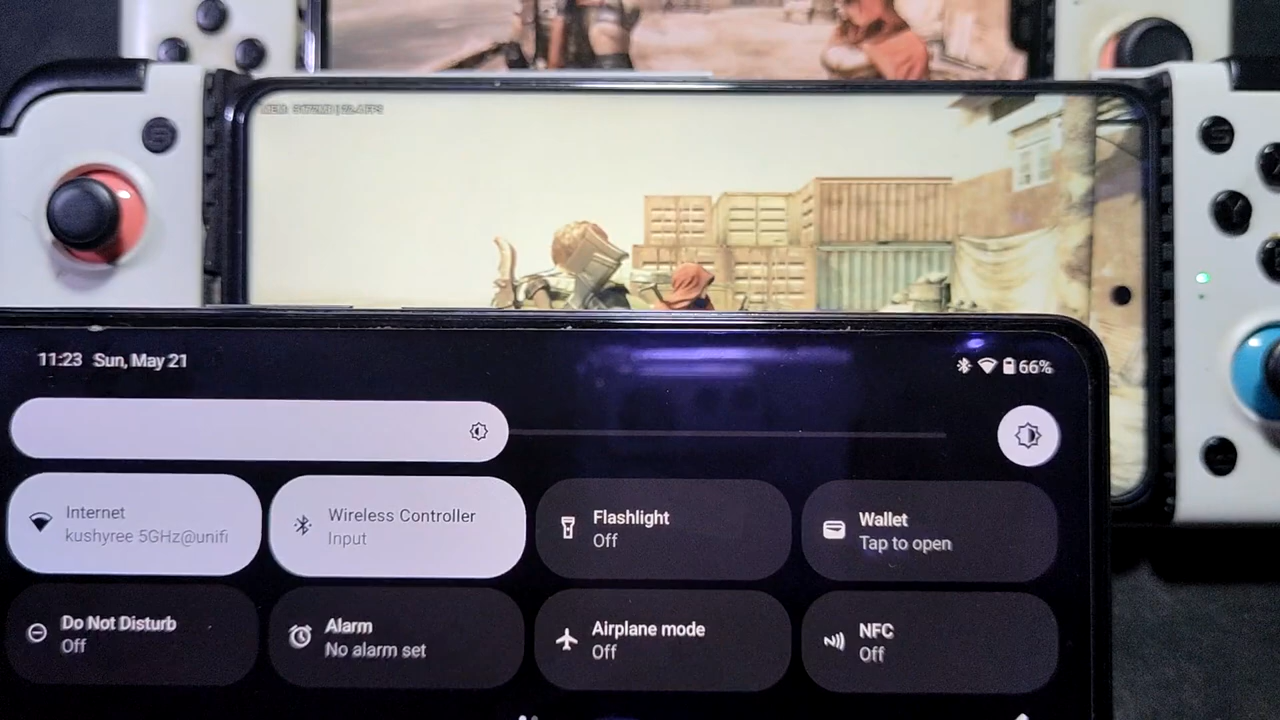 11:23 Sun, May 21
66%
Internet
kushyree 5GHz@unifi
Wireless Controller
Input
Flashlight
Off
Wallet
Tap to open
Do Not Disturb
Off
Alarm
No alarm set
Airplane mode
Off
NFC
Off
Y